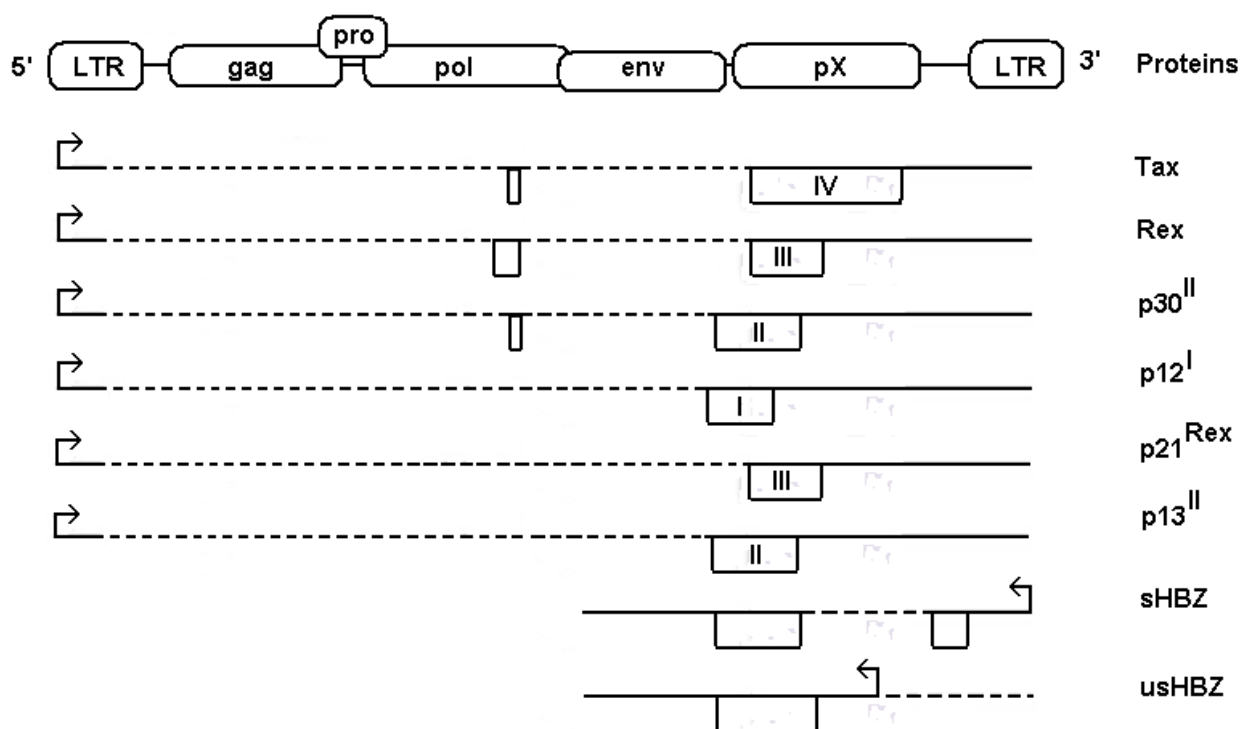 pro
5' LTR gag pol env pX LTR 3' Proteins
Tax
IV
Rex
III
p30II
II
p12I
I
p21Rex
III
p13II
II
sHBZ
usHBZ